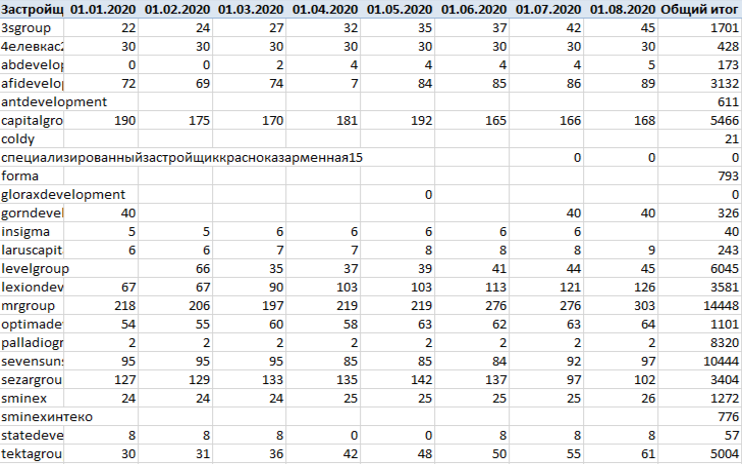 Застройщ 01.01.2020 01.02.2020 01.03.2020 01.04.2020 01.05.2020 01.06.2020 01.07.2020 01.08.2020 Общий итог
3sgroup 22 24 27 32 35 37 42 45 1701
4елевкас2 30 30 30 30 30 30 30 30 428
abdevelop 0 0 2 4 4 4 4 5 173
afidevelop 72 69 74 7 84 85 86 89 3132
antdevelopment 611
capitalgro 190 175 170 181 192 165 166 168 5466
coldy 21
специализированныйзастройщиккрасноказарменная15 0 0 0
forma 793
gloraxdevelopment 0 0
gorndevel 40 40 40 326
insigma 5 5 6 6 6 6 6 40
laruscapit 6 6 7 7 8 8 8 9 243
levelgroup 66 35 37 39 41 44 45 6045
lexiondev 67 67 90 103 103 113 121 126 3581
mrgroup 218 206 197 219 219 276 276 303 14448
optimade 54 55 60 58 63 62 63 64 1101
palladiogr 2 2 2 2 2 2 2 2 8320
sevensuns 95 95 95 85 85 84 92 97 10444
sezargrou 127 129 133 135 142 137 97 102 3404
sminex 24 24 24 25 25 25 25 26 1272
sminexинтеко 776
statedeve 8 8 8 0 0 8 8 8 57
tektagrou 30 31 36 42 48 50 55 61 5004